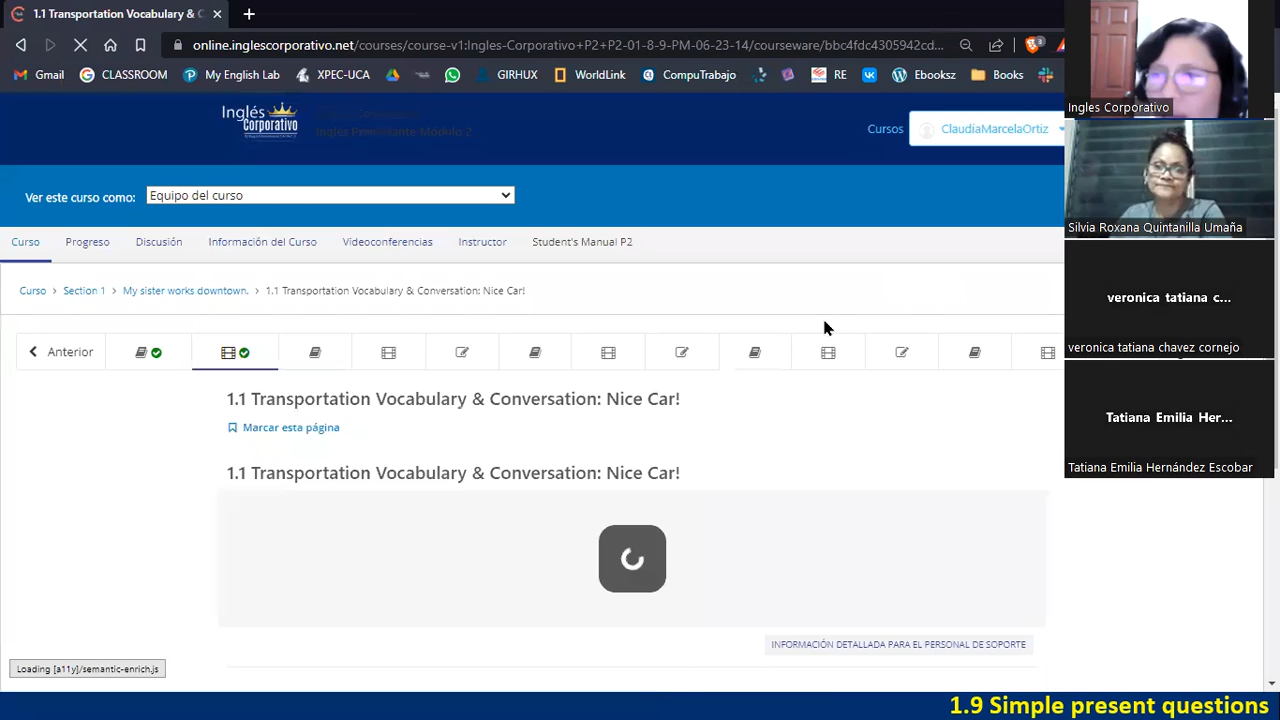 1.1 Transportation Vocabulary & C
online.inglescorporativo.net/courses/course-v1:Ingles-Corporativo+P2+P2-01-8-9-PM-06-23-14/courseware/bbc4fdc4305942cd...
3
Gmail
CLASSROOM
My English Lab
XPEC-UCA
GIRHUX
WorldLink
CompuTrabajo
RE
Ebooksz
Books
Inglés
Corporativo
Inglés Principiante Módulo 2
Cursos
ClaudiaMarcelaOrtiz
Ver este curso como:
Equipo del curso
Curso
Progreso
Discusión
Información del Curso
Videoconferencias
Instructor
Student's Manual P2
Curso > Section 1 > My sister works downtown. > 1.1 Transportation Vocabulary & Conversation: Nice Car!
Anterior
1.1 Transportation Vocabulary & Conversation: Nice Car!
Marcar esta página
1.1 Transportation Vocabulary & Conversation: Nice Car!
INFORMACIÓN DETALLADA PARA EL PERSONAL DE SOPORTE
Loading [a11y]/semantic-enrich.js
Ingles Corporativo
Silvia Roxana Quintanilla Umaña
veronica tatiana c...
veronica tatiana chavez cornejo
Tatiana Emilia Her...
Tatiana Emilia Hernández Escobar
1.9 Simple present questions